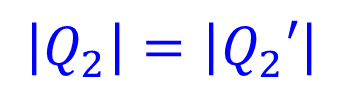 |Q₂| = |Q₂′|